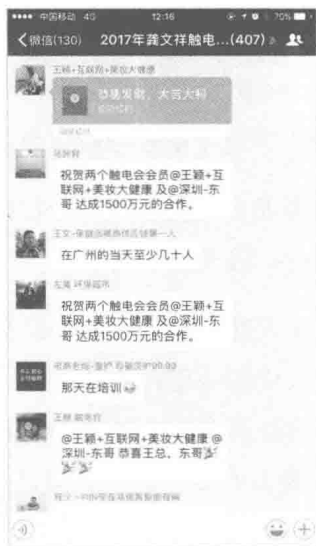 中国移动 4G 12:16 70%
微信(130) 2017年龚文祥触电...(407)
王颖+互联网+美妆大健康
恭喜发财，大吉大利
祝贺两个触电会会员@王颖+互
联网+美妆大健康 及@深圳-东
哥 达成1500万元的合作。
在广州的当天至少几十人
祝贺两个触电会会员@王颖+互
联网+美妆大健康 及@深圳-东
哥 达成1500万元的合作。
那天在培训
@王颖+互联网+美妆大健康 @
深圳-东哥 恭喜王总、东哥